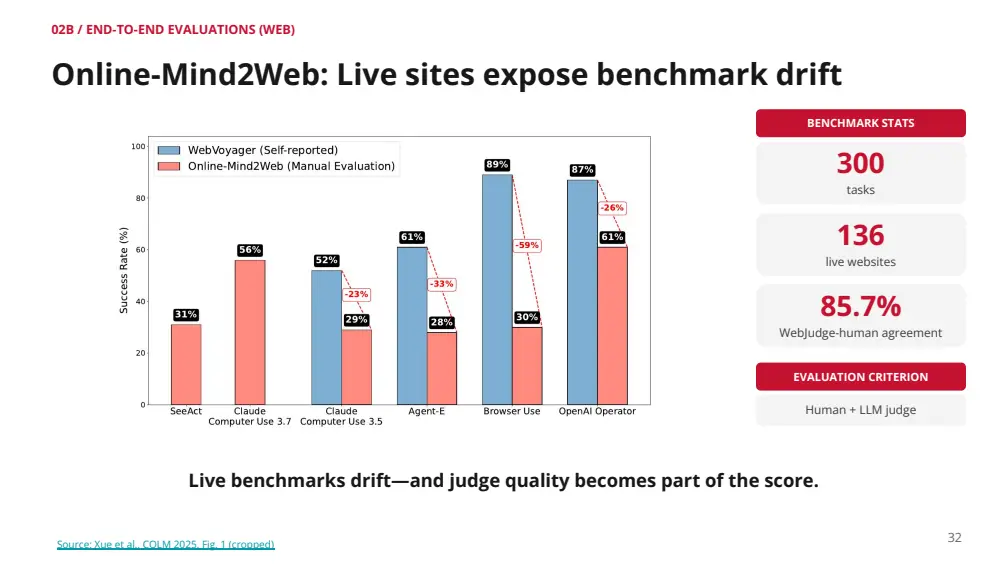 02B / END-TO-END EVALUATIONS (WEB)
Online-Mind2Web: Live sites expose benchmark drift
WebVoyager (Self-reported)
Online-Mind2Web (Manual Evaluation)
Success Rate (%)
100
80
60
40
20
0
31%
56%
52%
-23%
29%
61%
-33%
28%
89%
-59%
30%
87%
-26%
61%
SeeAct
Claude
Computer Use 3.7
Claude
Computer Use 3.5
Agent-E
Browser Use
OpenAI Operator
BENCHMARK STATS
300
tasks
136
live websites
85.7%
WebJudge-human agreement
EVALUATION CRITERION
Human + LLM judge
Live benchmarks drift—and judge quality becomes part of the score.
Source: Xue et al., COLM 2025, Fig. 1 (cropped)
32